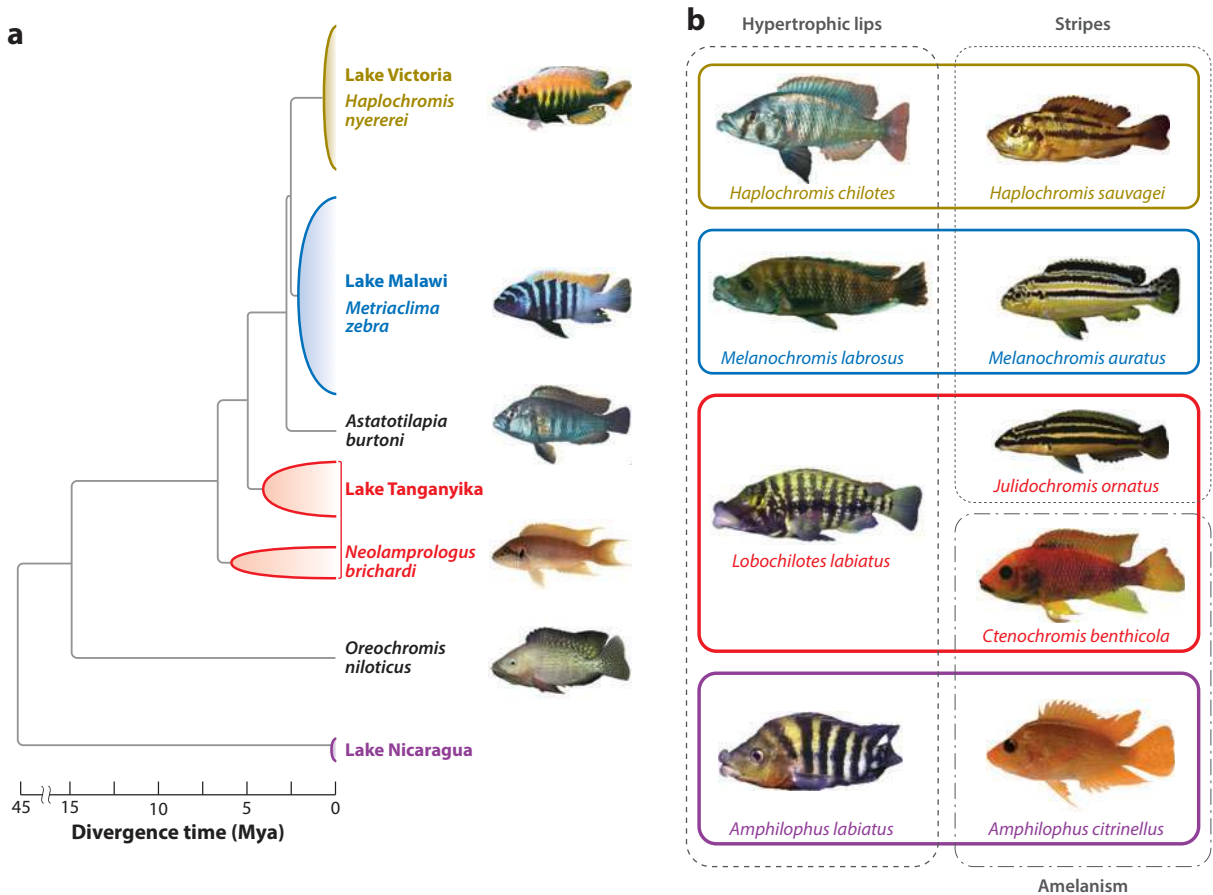 a
Lake Victoria
Haplochromis
nyererei
Lake Malawi
Metriaclima
zebra
Astatotilapia
burtoni
Lake Tanganyika
Neolamprologus
brichardi
Oreochromis
niloticus
Lake Nicaragua
45 15 10 5 0
Divergence time (Mya)
b
Hypertrophic lips
Stripes
Haplochromis chilotes
Haplochromis sauvagei
Melanochromis labrosus
Melanochromis auratus
Julidochromis ornatus
Lobochilotes labiatus
Ctenochromis benthicola
Amphilophus labiatus
Amphilophus citrinellus
Amelanism